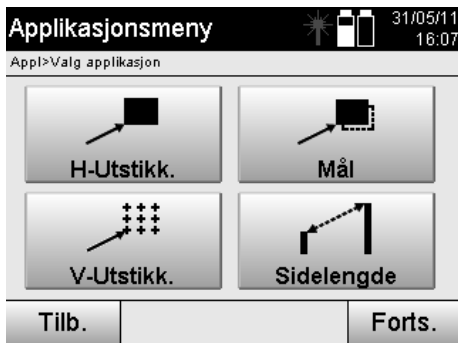 Applikasjonsmeny
31/05/11
16:07
Appl>Valg applikasjon
H-Utstikk.
Mål
V-Utstikk.
Sidelengde
Tilb.
Forts.